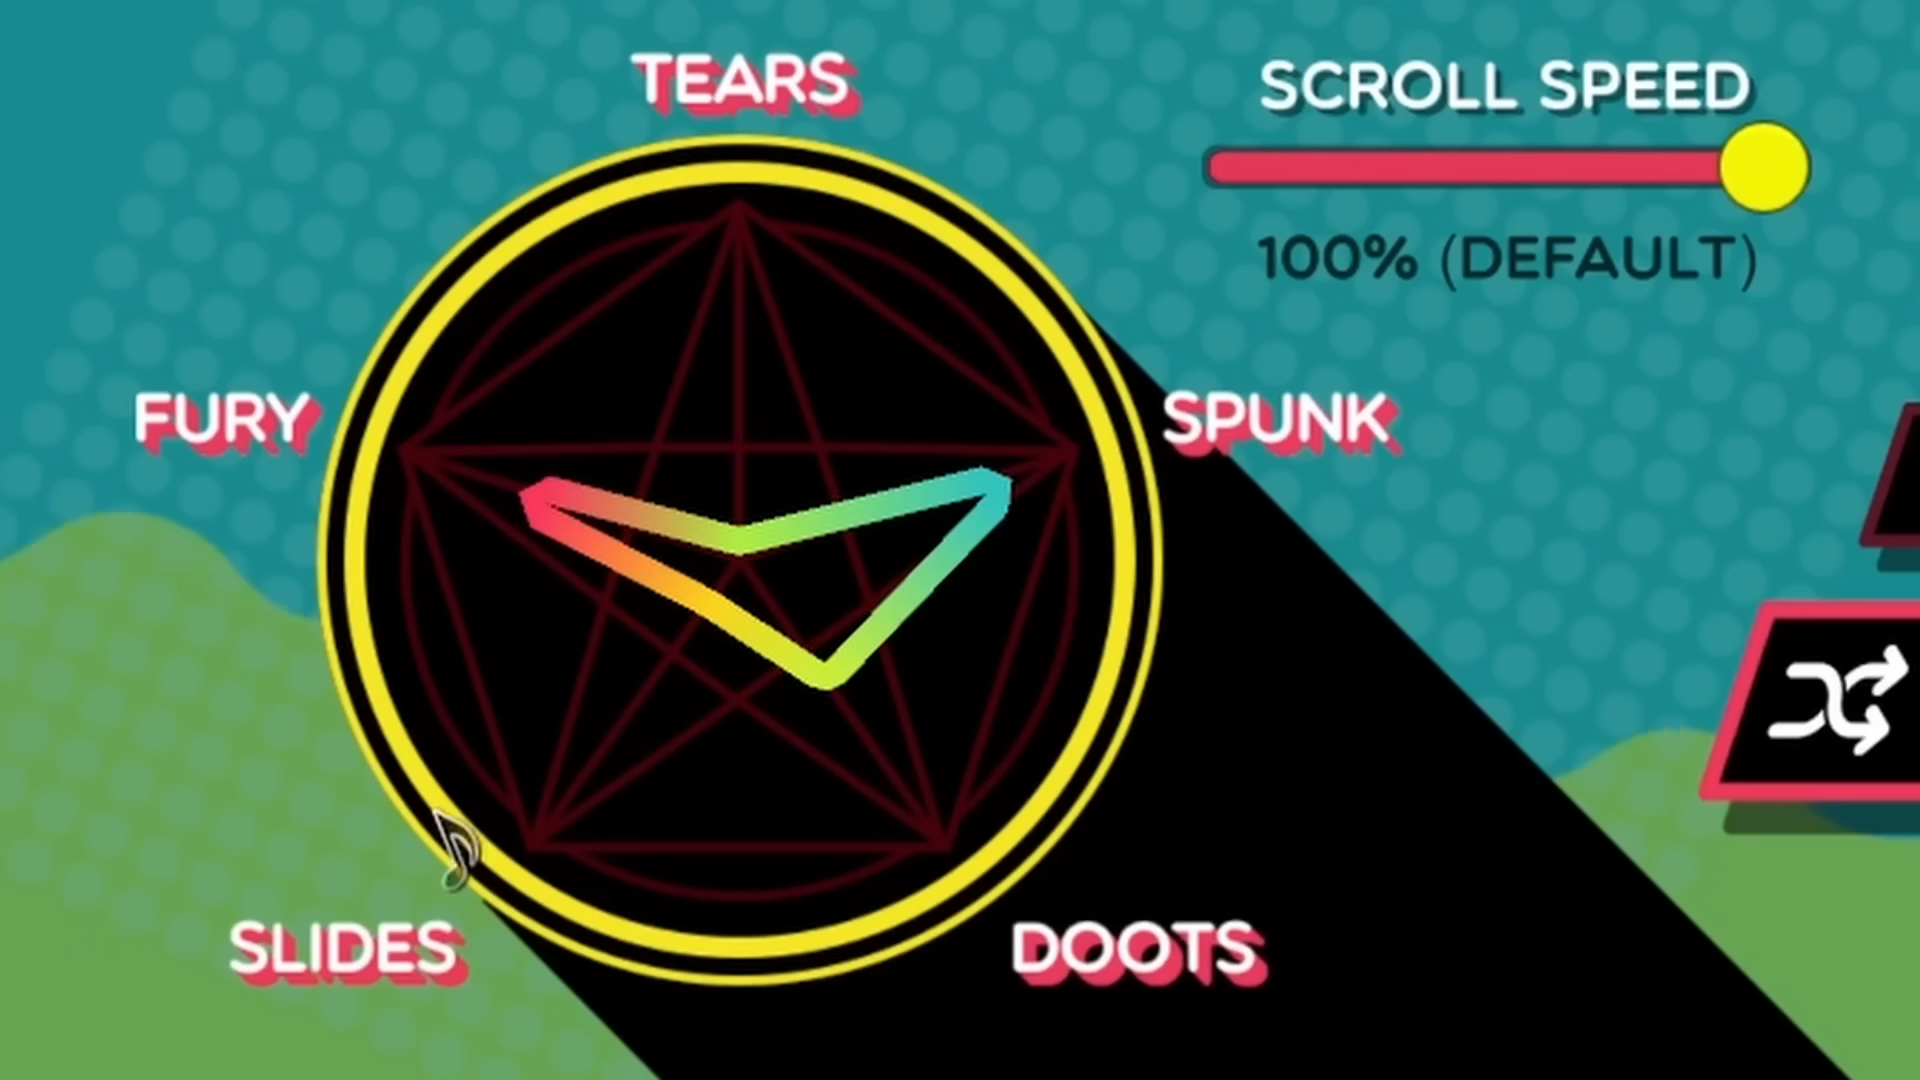 TEARS
SCROLL SPEED
100% (DEFAULT)
FURY
SPUNK
SLIDES
DOOTS